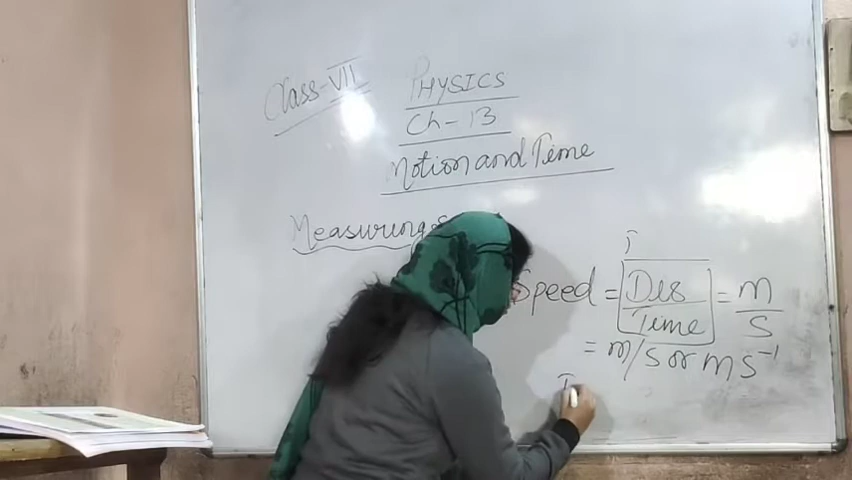 Class-VII
PHYSICS
Ch-13
Motion and Time
Measuring
Speed = Dis/Time = m/s
= m/s or ms⁻¹